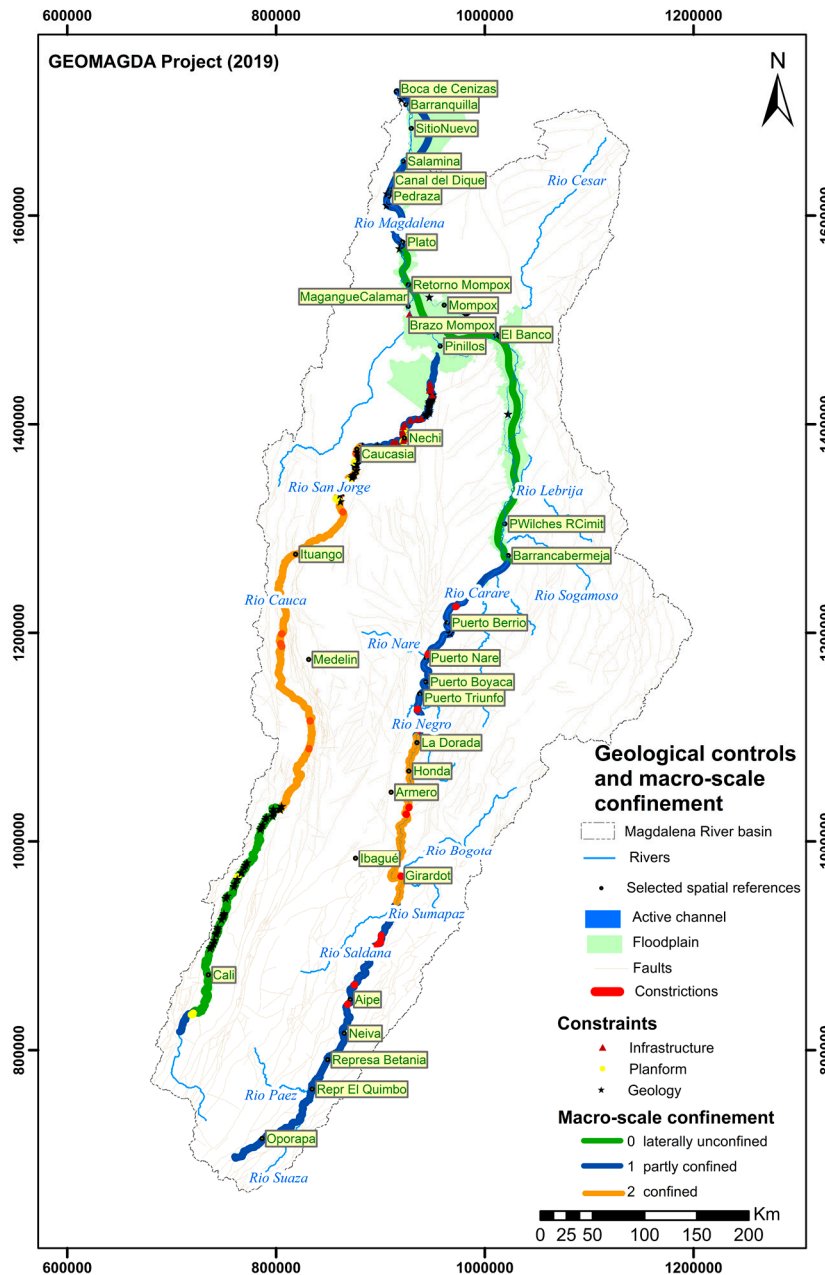 600000 800000 1000000 1200000
GEOMAGDA Project (2019)
N
Boca de Cenizas
Barranquilla
SitioNuevo
Salamina
Rio Cesar
Canal del Dique
Pedraza
1600000
1600000
Rio Magdalena
Plato
Retorno Mompox
MagangueCalamar
Mompox
Brazo Mompox
El Banco
Pinillos
1400000
1400000
Nechi
Caucasia
Rio San Jorge
Rio Lebrija
PWilches RCimit
Ituango
Barrancabermeja
Rio Cauca
Rio Carare
Rio Sogamoso
Puerto Berrio
1200000
1200000
Rio Nare
Medelin
Puerto Nare
Puerto Boyaca
Puerto Triunfo
Rio Negro
La Dorada
Honda
Armero
Rio Bogota
Ibagué
1000000
1000000
Girardot
Rio Sumapaz
Rio Saldana
Cali
Aipe
Neiva
800000
800000
Represa Betania
Rio Paez
Repr El Quimbo
Oporapa
Rio Suaza
Geological controls
and macro-scale
confinement
Magdalena River basin
Rivers
Selected spatial references
Active channel
Floodplain
Faults
Constrictions
Constraints
Infrastructure
Planform
Geology
Macro-scale confinement
0 laterally unconfined
1 partly confined
2 confined
Km
0 25 50 100 150 200
600000 800000 1000000 1200000